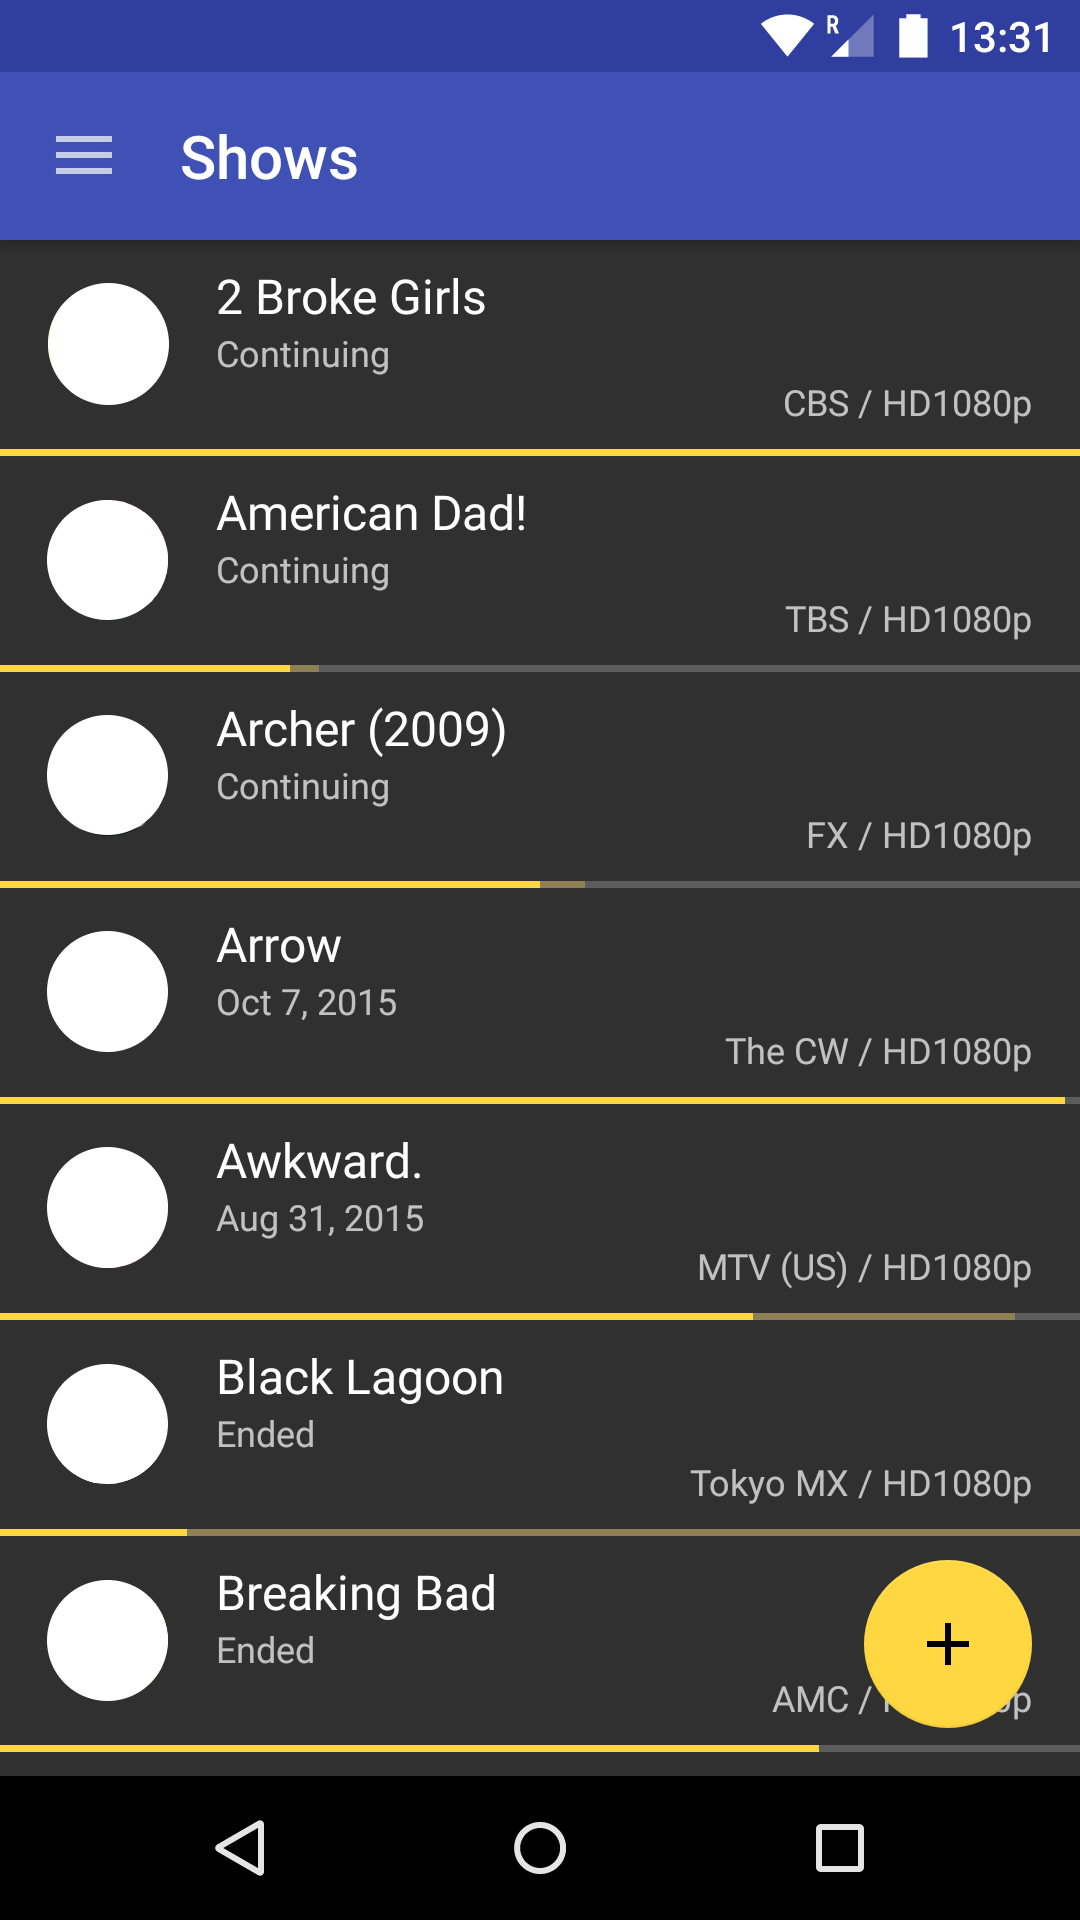 R 13:31
Shows
2 Broke Girls
Continuing
CBS / HD1080p
American Dad!
Continuing
TBS / HD1080p
Archer (2009)
Continuing
FX / HD1080p
Arrow
Oct 7, 2015
The CW / HD1080p
Awkward.
Aug 31, 2015
MTV (US) / HD1080p
Black Lagoon
Ended
Tokyo MX / HD1080p
Breaking Bad
Ended
AMC /